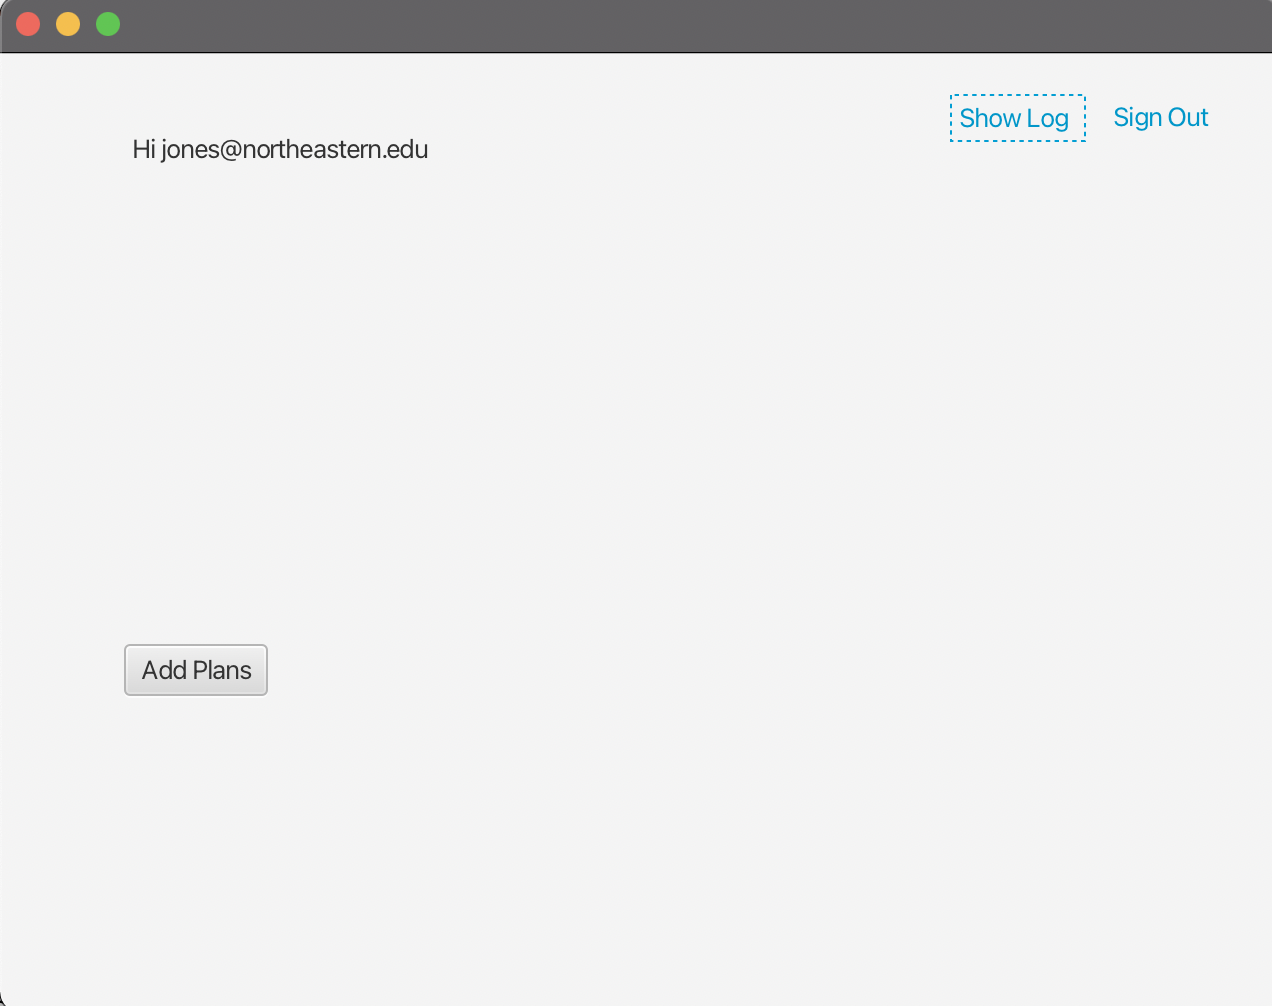 Show Log
Sign Out
Hi jones@northeastern.edu
Add Plans